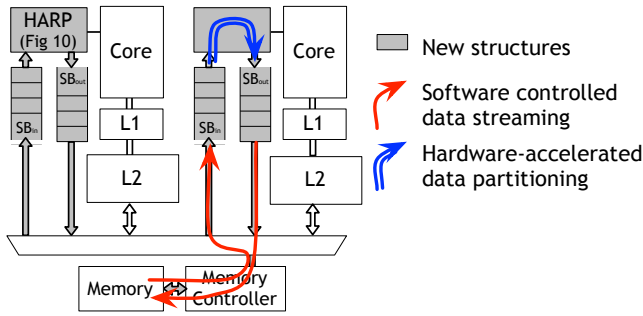 HARP
(Fig 10)
Core
Core
New structures
SBout
SBout
Software controlled
data streaming
SBin
L1
SBin
L1
Hardware-accelerated
data partitioning
L2
L2
Memory
Memory
Controller